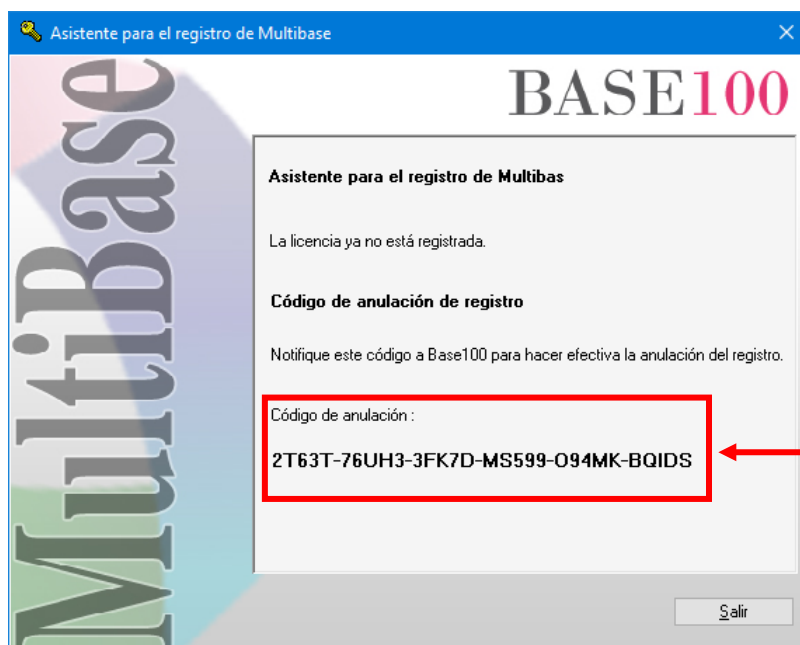 Asistente para el registro de Multibase
MultiBase
BASE100
Asistente para el registro de Multibas
La licencia ya no está registrada.
Código de anulación de registro
Notifique este código a Base100 para hacer efectiva la anulación del registro.
Código de anulación :
2T63T-76UH3-3FK7D-MS599-O94MK-BQIDS
Salir